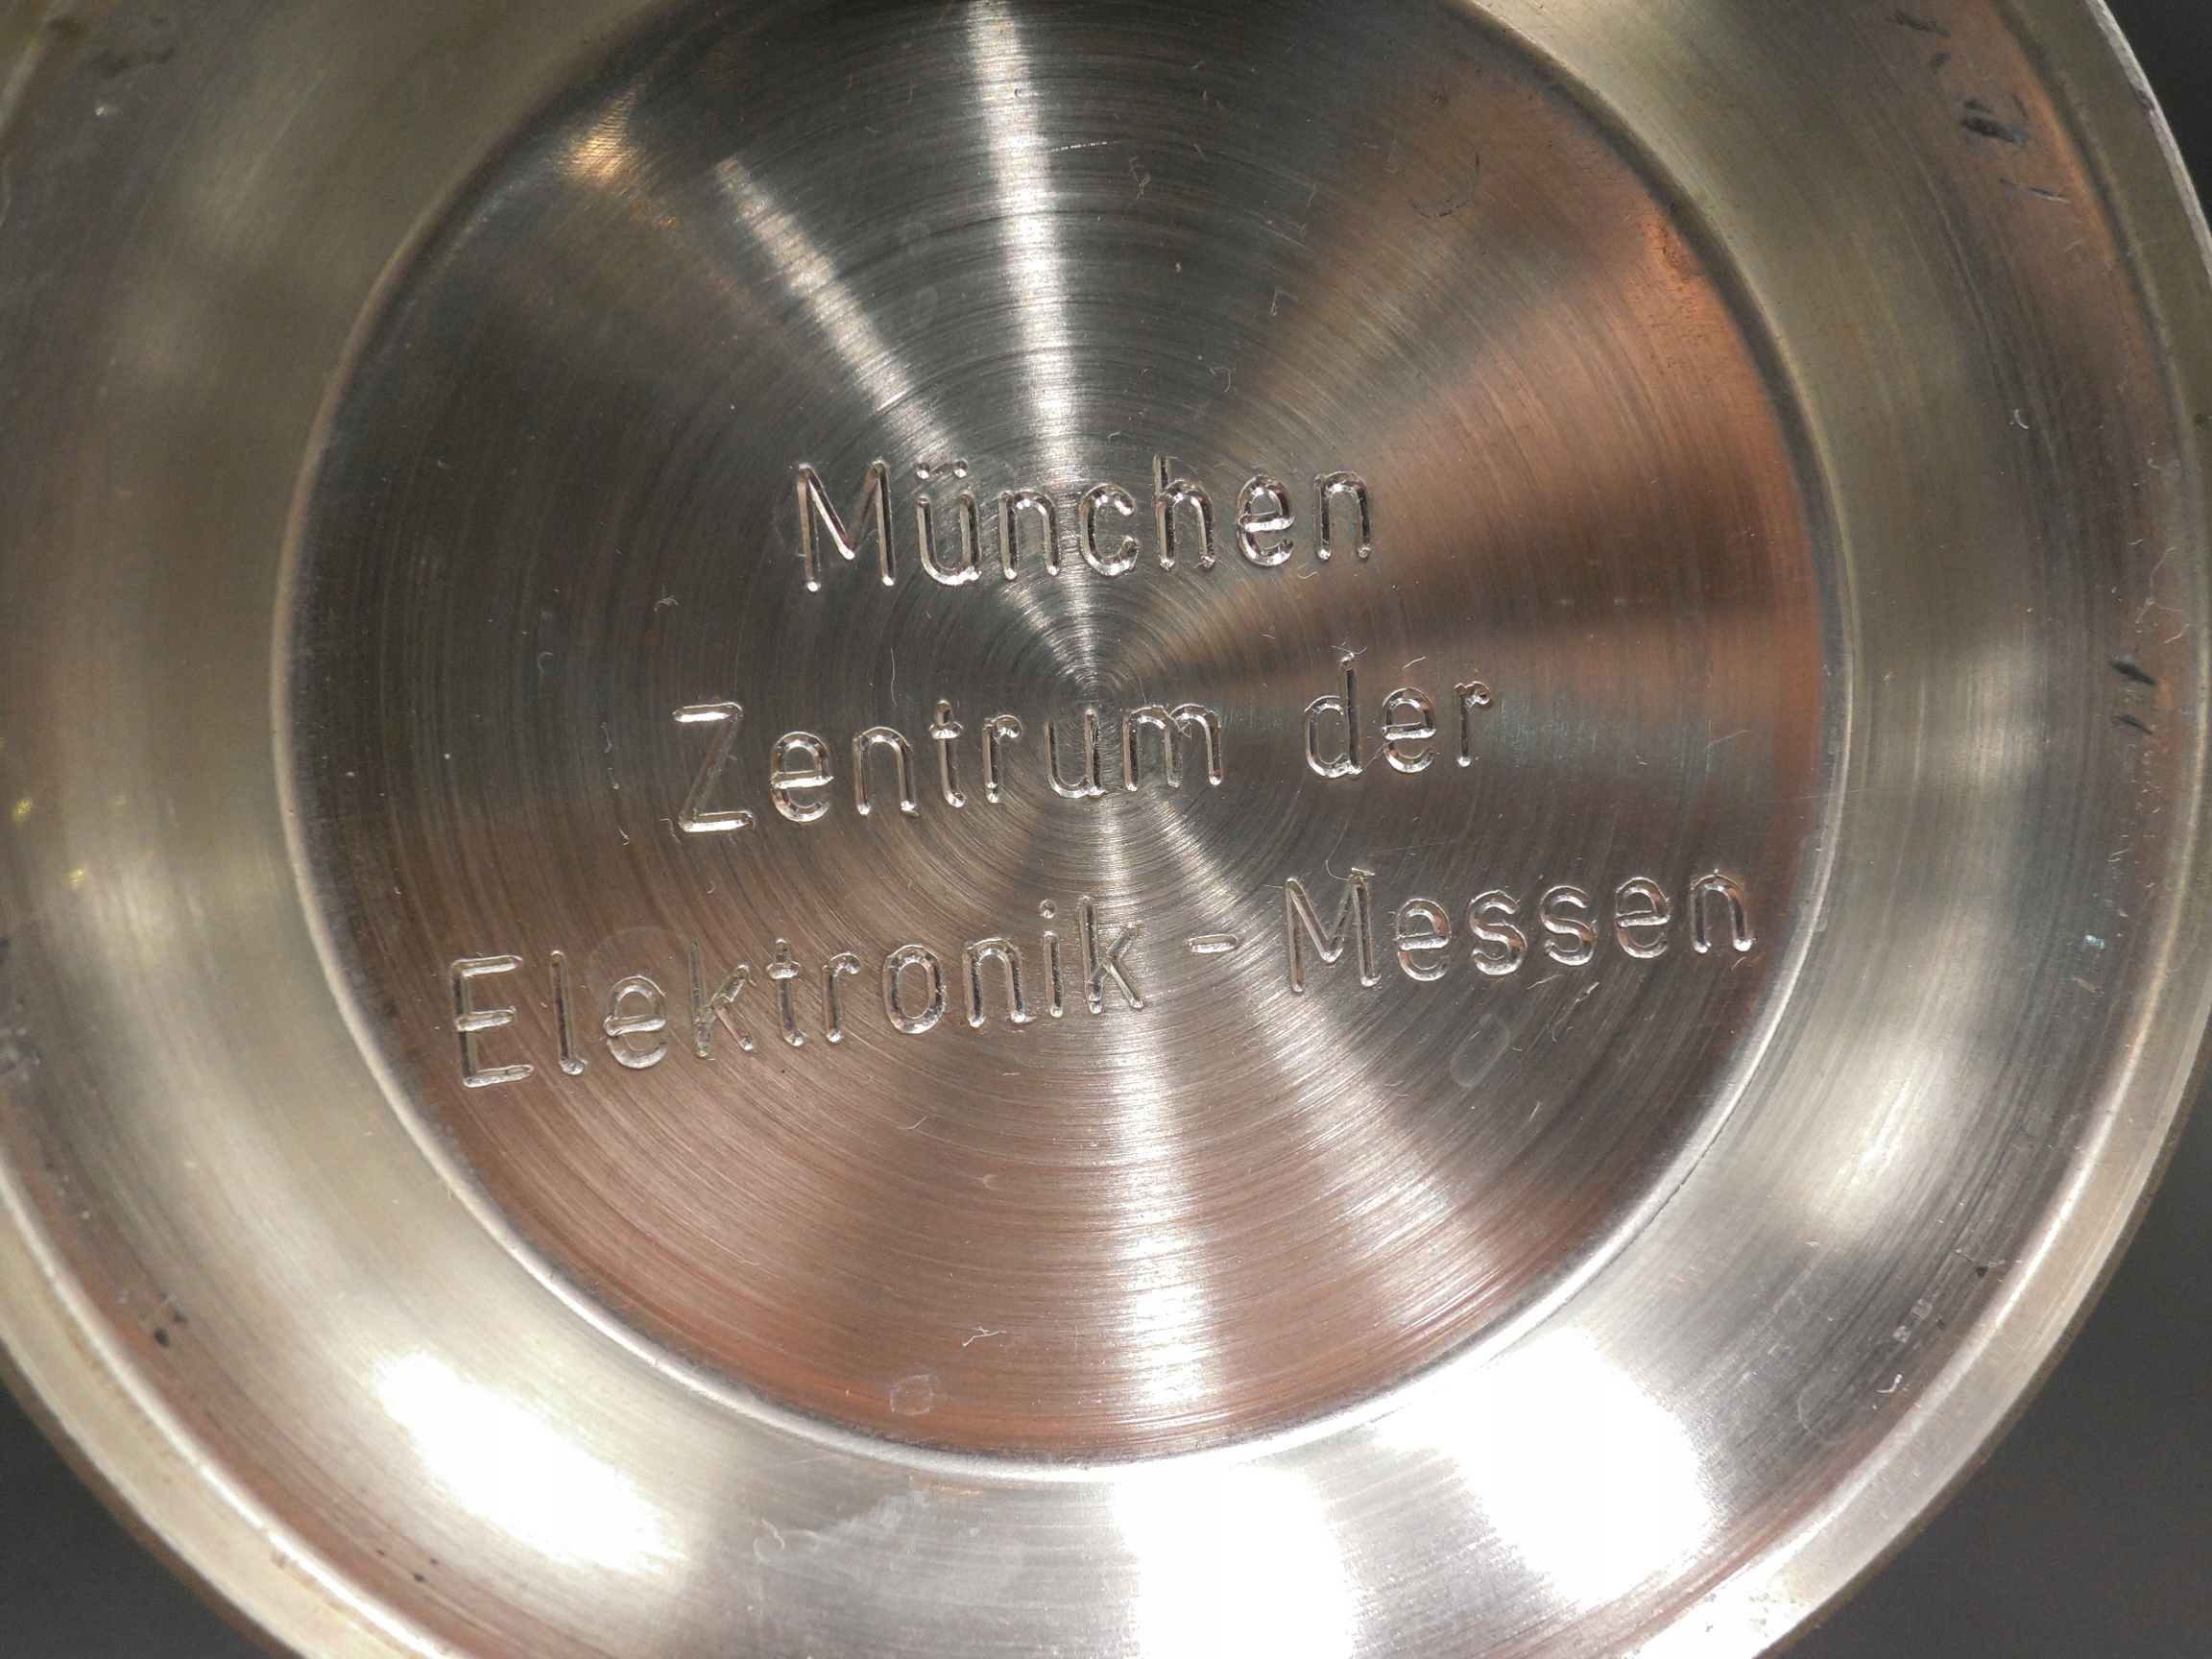 München
Zentrum der
Elektronik - Messen